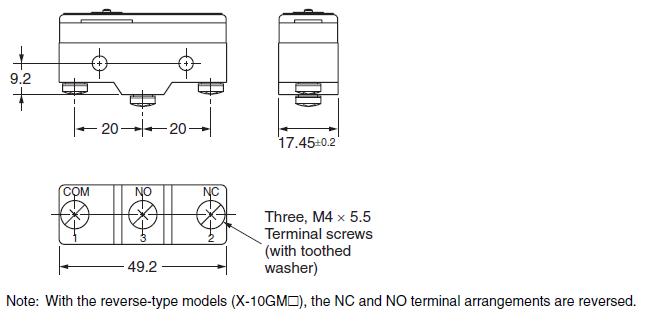 9.2
20
20
17.45±0.2
COM
NO
NC
1
3
2
Three, M4 × 5.5
Terminal screws
(with toothed
washer)
49.2
Note: With the reverse-type models (X-10GM□), the NC and NO terminal arrangements are reversed.